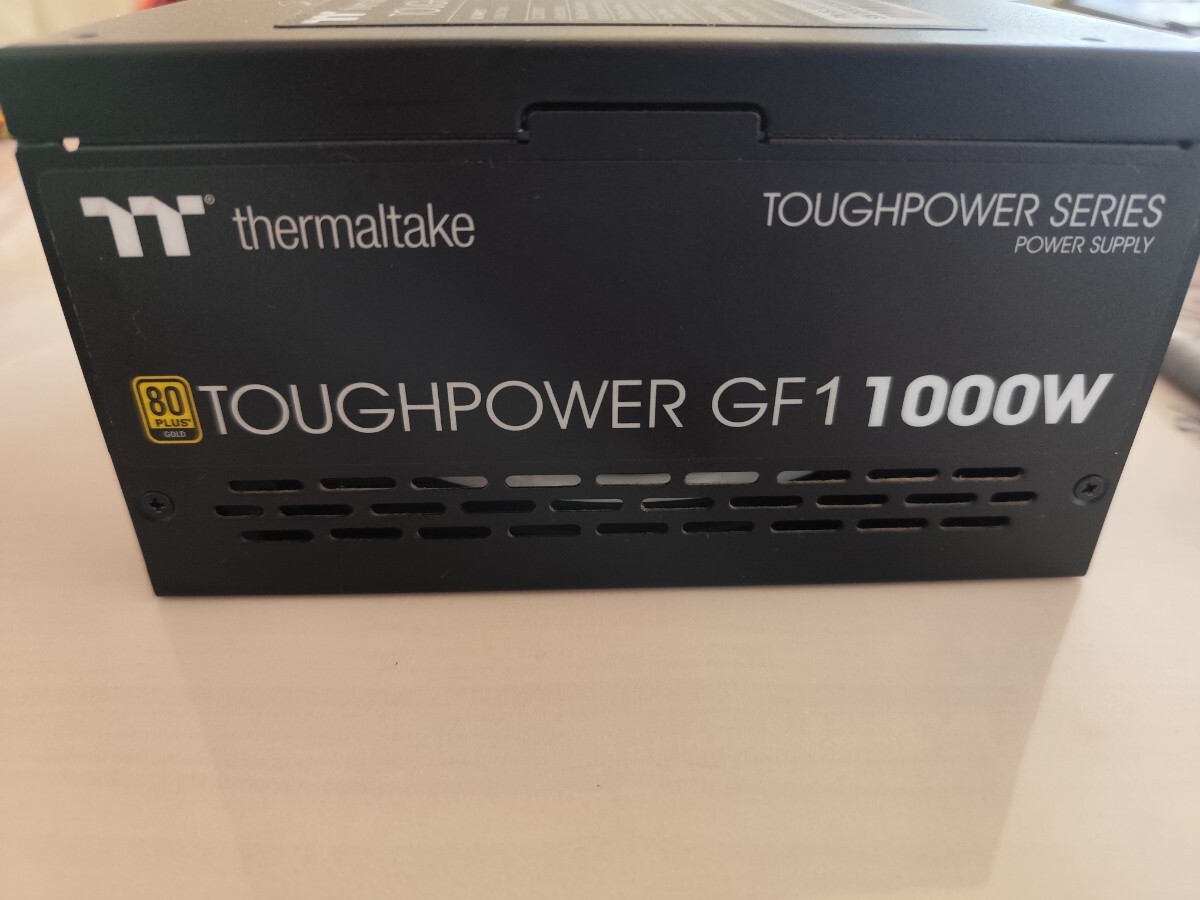 thermaltake
TOUGHPOWER SERIES
POWER SUPPLY
80
PLUS
GOLD
TOUGHPOWER GF1 1000W